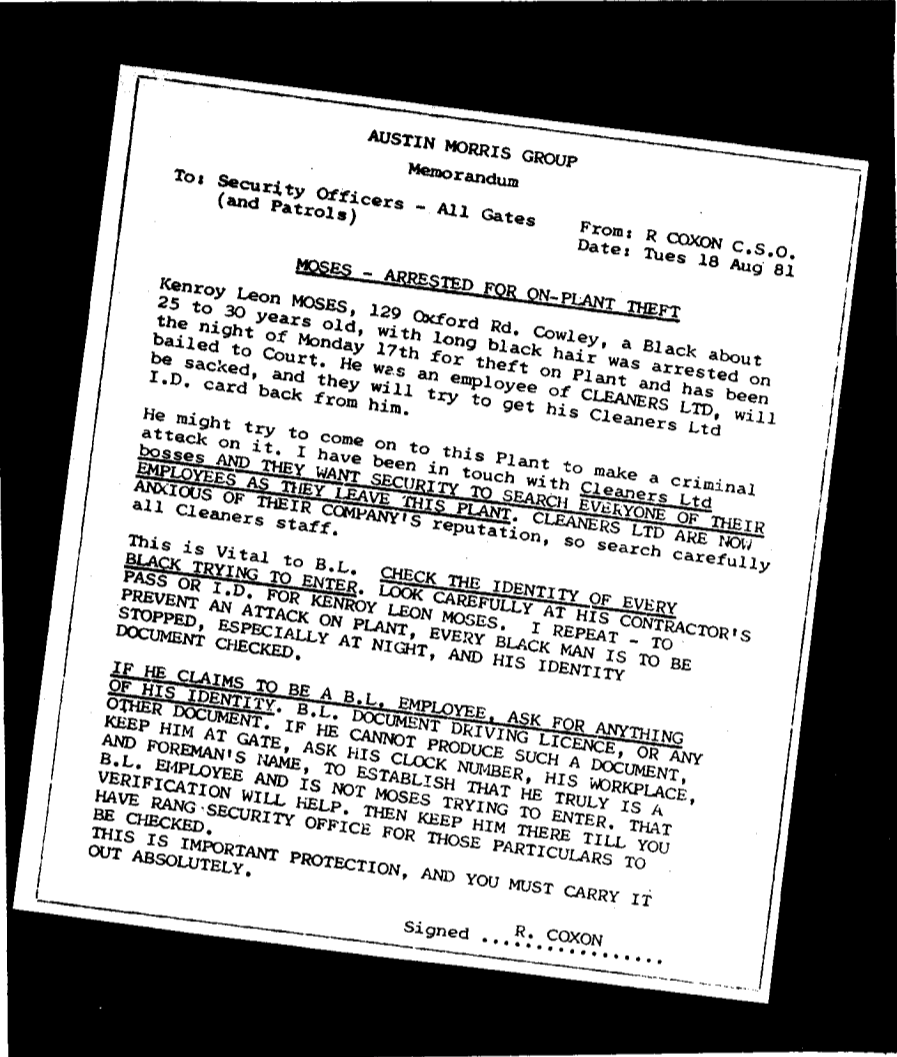 AUSTIN MORRIS GROUP
Memorandum
To: Security Officers - All Gates
(and Patrols)
From: R COXON C.S.O.
Date: Tues 18 Aug 81
MOSES - ARRESTED FOR ON-PLANT THEFT
Kenroy Leon MOSES, 129 Oxford Rd. Cowley, a Black about
25 to 30 years old, with long black hair was arrested on
the night of Monday 17th for theft on Plant and has been
bailed to Court. He was an employee of CLEANERS LTD, will
be sacked, and they will try to get his Cleaners Ltd
I.D. card back from him.
He might try to come on to this Plant to make a criminal
attack on it. I have been in touch with Cleaners Ltd
bosses AND THEY WANT SECURITY TO SEARCH EVERYONE OF THEIR
EMPLOYEES AS THEY LEAVE THIS PLANT. CLEANERS LTD ARE NOW
ANXIOUS OF THEIR COMPANY'S reputation, so search carefully
all Cleaners staff.
This is Vital to B.L. CHECK THE IDENTITY OF EVERY
BLACK TRYING TO ENTER. LOOK CAREFULLY AT HIS CONTRACTOR'S
PASS OR I.D. FOR KENROY LEON MOSES. I REPEAT - TO
PREVENT AN ATTACK ON PLANT, EVERY BLACK MAN IS TO BE
STOPPED, ESPECIALLY AT NIGHT, AND HIS IDENTITY
DOCUMENT CHECKED.
IF HE CLAIMS TO BE A B.L. EMPLOYEE, ASK FOR ANYTHING
OF HIS IDENTITY. B.L. DOCUMENT DRIVING LICENCE, OR ANY
OTHER DOCUMENT. IF HE CANNOT PRODUCE SUCH A DOCUMENT,
KEEP HIM AT GATE, ASK HIS CLOCK NUMBER, HIS WORKPLACE,
AND FOREMAN'S NAME, TO ESTABLISH THAT HE TRULY IS A
B.L. EMPLOYEE AND IS NOT MOSES TRYING TO ENTER. THAT
VERIFICATION WILL HELP. THEN KEEP HIM THERE TILL YOU
HAVE RANG SECURITY OFFICE FOR THOSE PARTICULARS TO
BE CHECKED.
THIS IS IMPORTANT PROTECTION, AND YOU MUST CARRY IT
OUT ABSOLUTELY.
Signed ...R. COXON.................